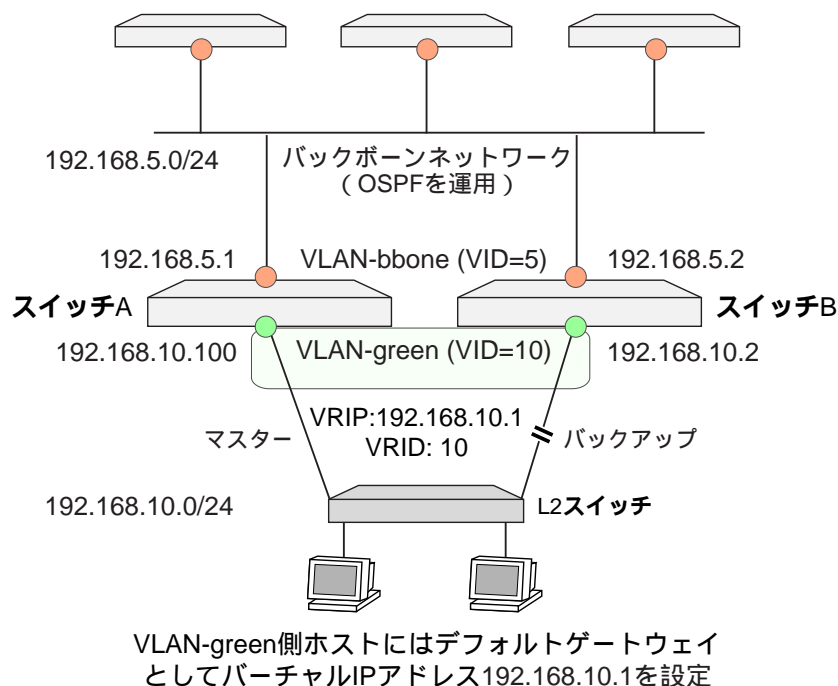 192.168.5.0/24
バックボーンネットワーク
(OSPFを運用)
192.168.5.1
VLAN-bbone (VID=5)
192.168.5.2
スイッチA
スイッチB
192.168.10.100
VLAN-green (VID=10)
192.168.10.2
VRIP:192.168.10.1
VRID: 10
マスター
バックアップ
192.168.10.0/24
L2スイッチ
VLAN-green側ホストにはデフォルトゲートウェイ
としてバーチャルIPアドレス192.168.10.1を設定